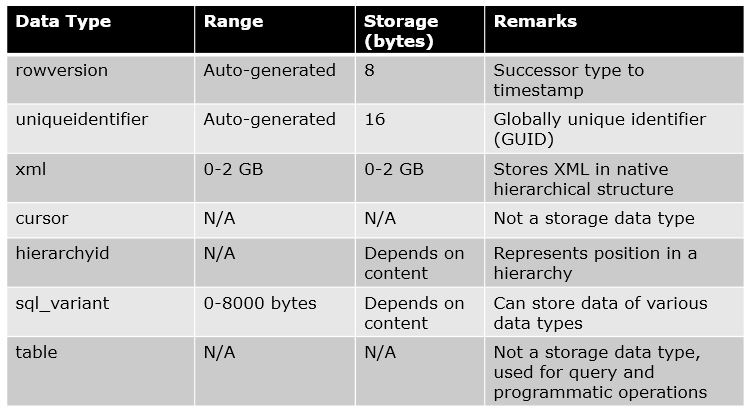 Data Type Range Storage (bytes) Remarks
rowversion Auto-generated 8 Successor type to timestamp
uniqueidentifier Auto-generated 16 Globally unique identifier (GUID)
xml 0-2 GB 0-2 GB Stores XML in native hierarchical structure
cursor N/A N/A Not a storage data type
hierarchyid N/A Depends on content Represents position in a hierarchy
sql_variant 0-8000 bytes Depends on content Can store data of various data types
table N/A N/A Not a storage data type, used for query and programmatic operations